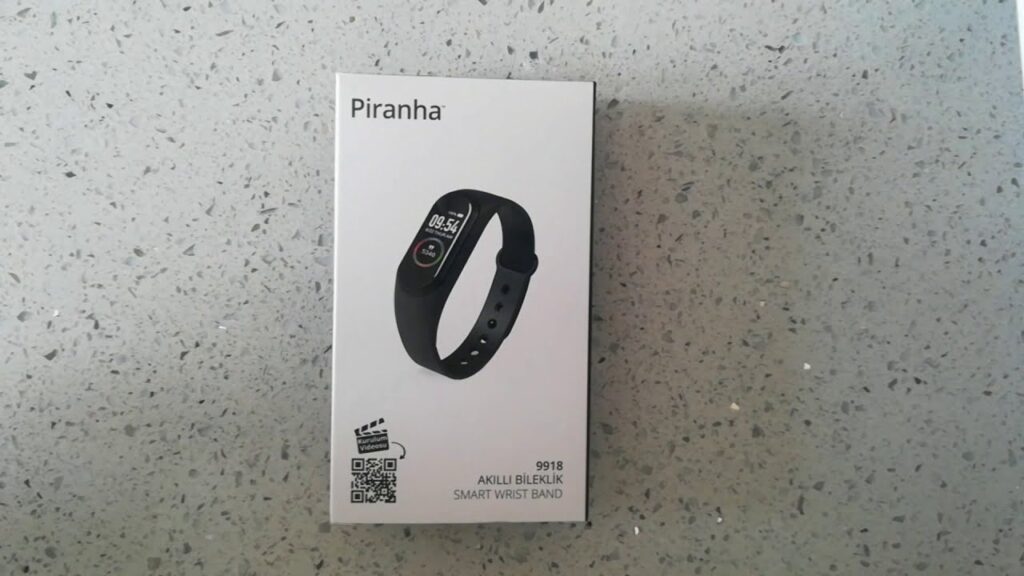 Piranha
09:54
Kurulum
Videosu
9918
AKILLI BİLEKLİK
SMART WRIST BAND